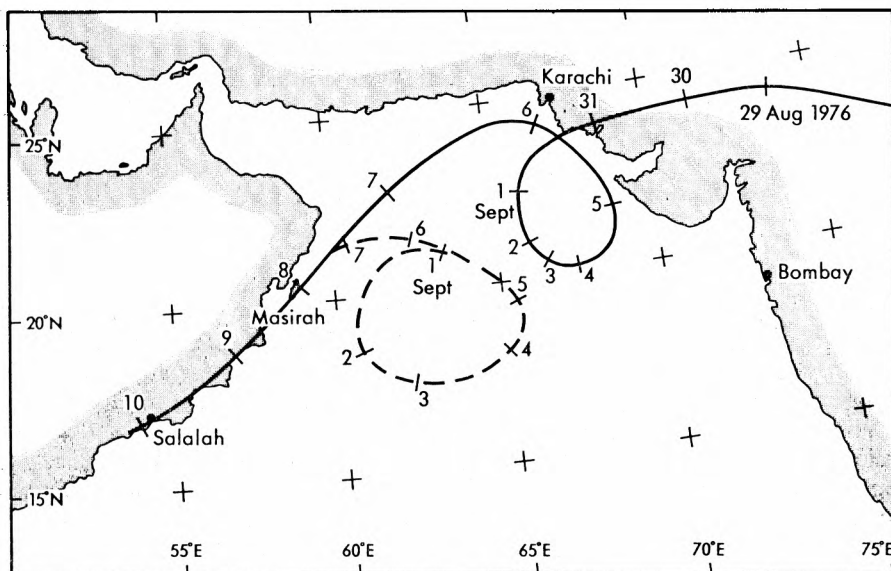 Karachi
30
31
6
29 Aug 1976
25°N
7
1
Sept
5
2
3
4
6
7
1
Sept
8
5
Bombay
Masirah
20°N
9
2
4
3
10
Salalah
15°N
55°E
60°E
65°E
70°E
75°E